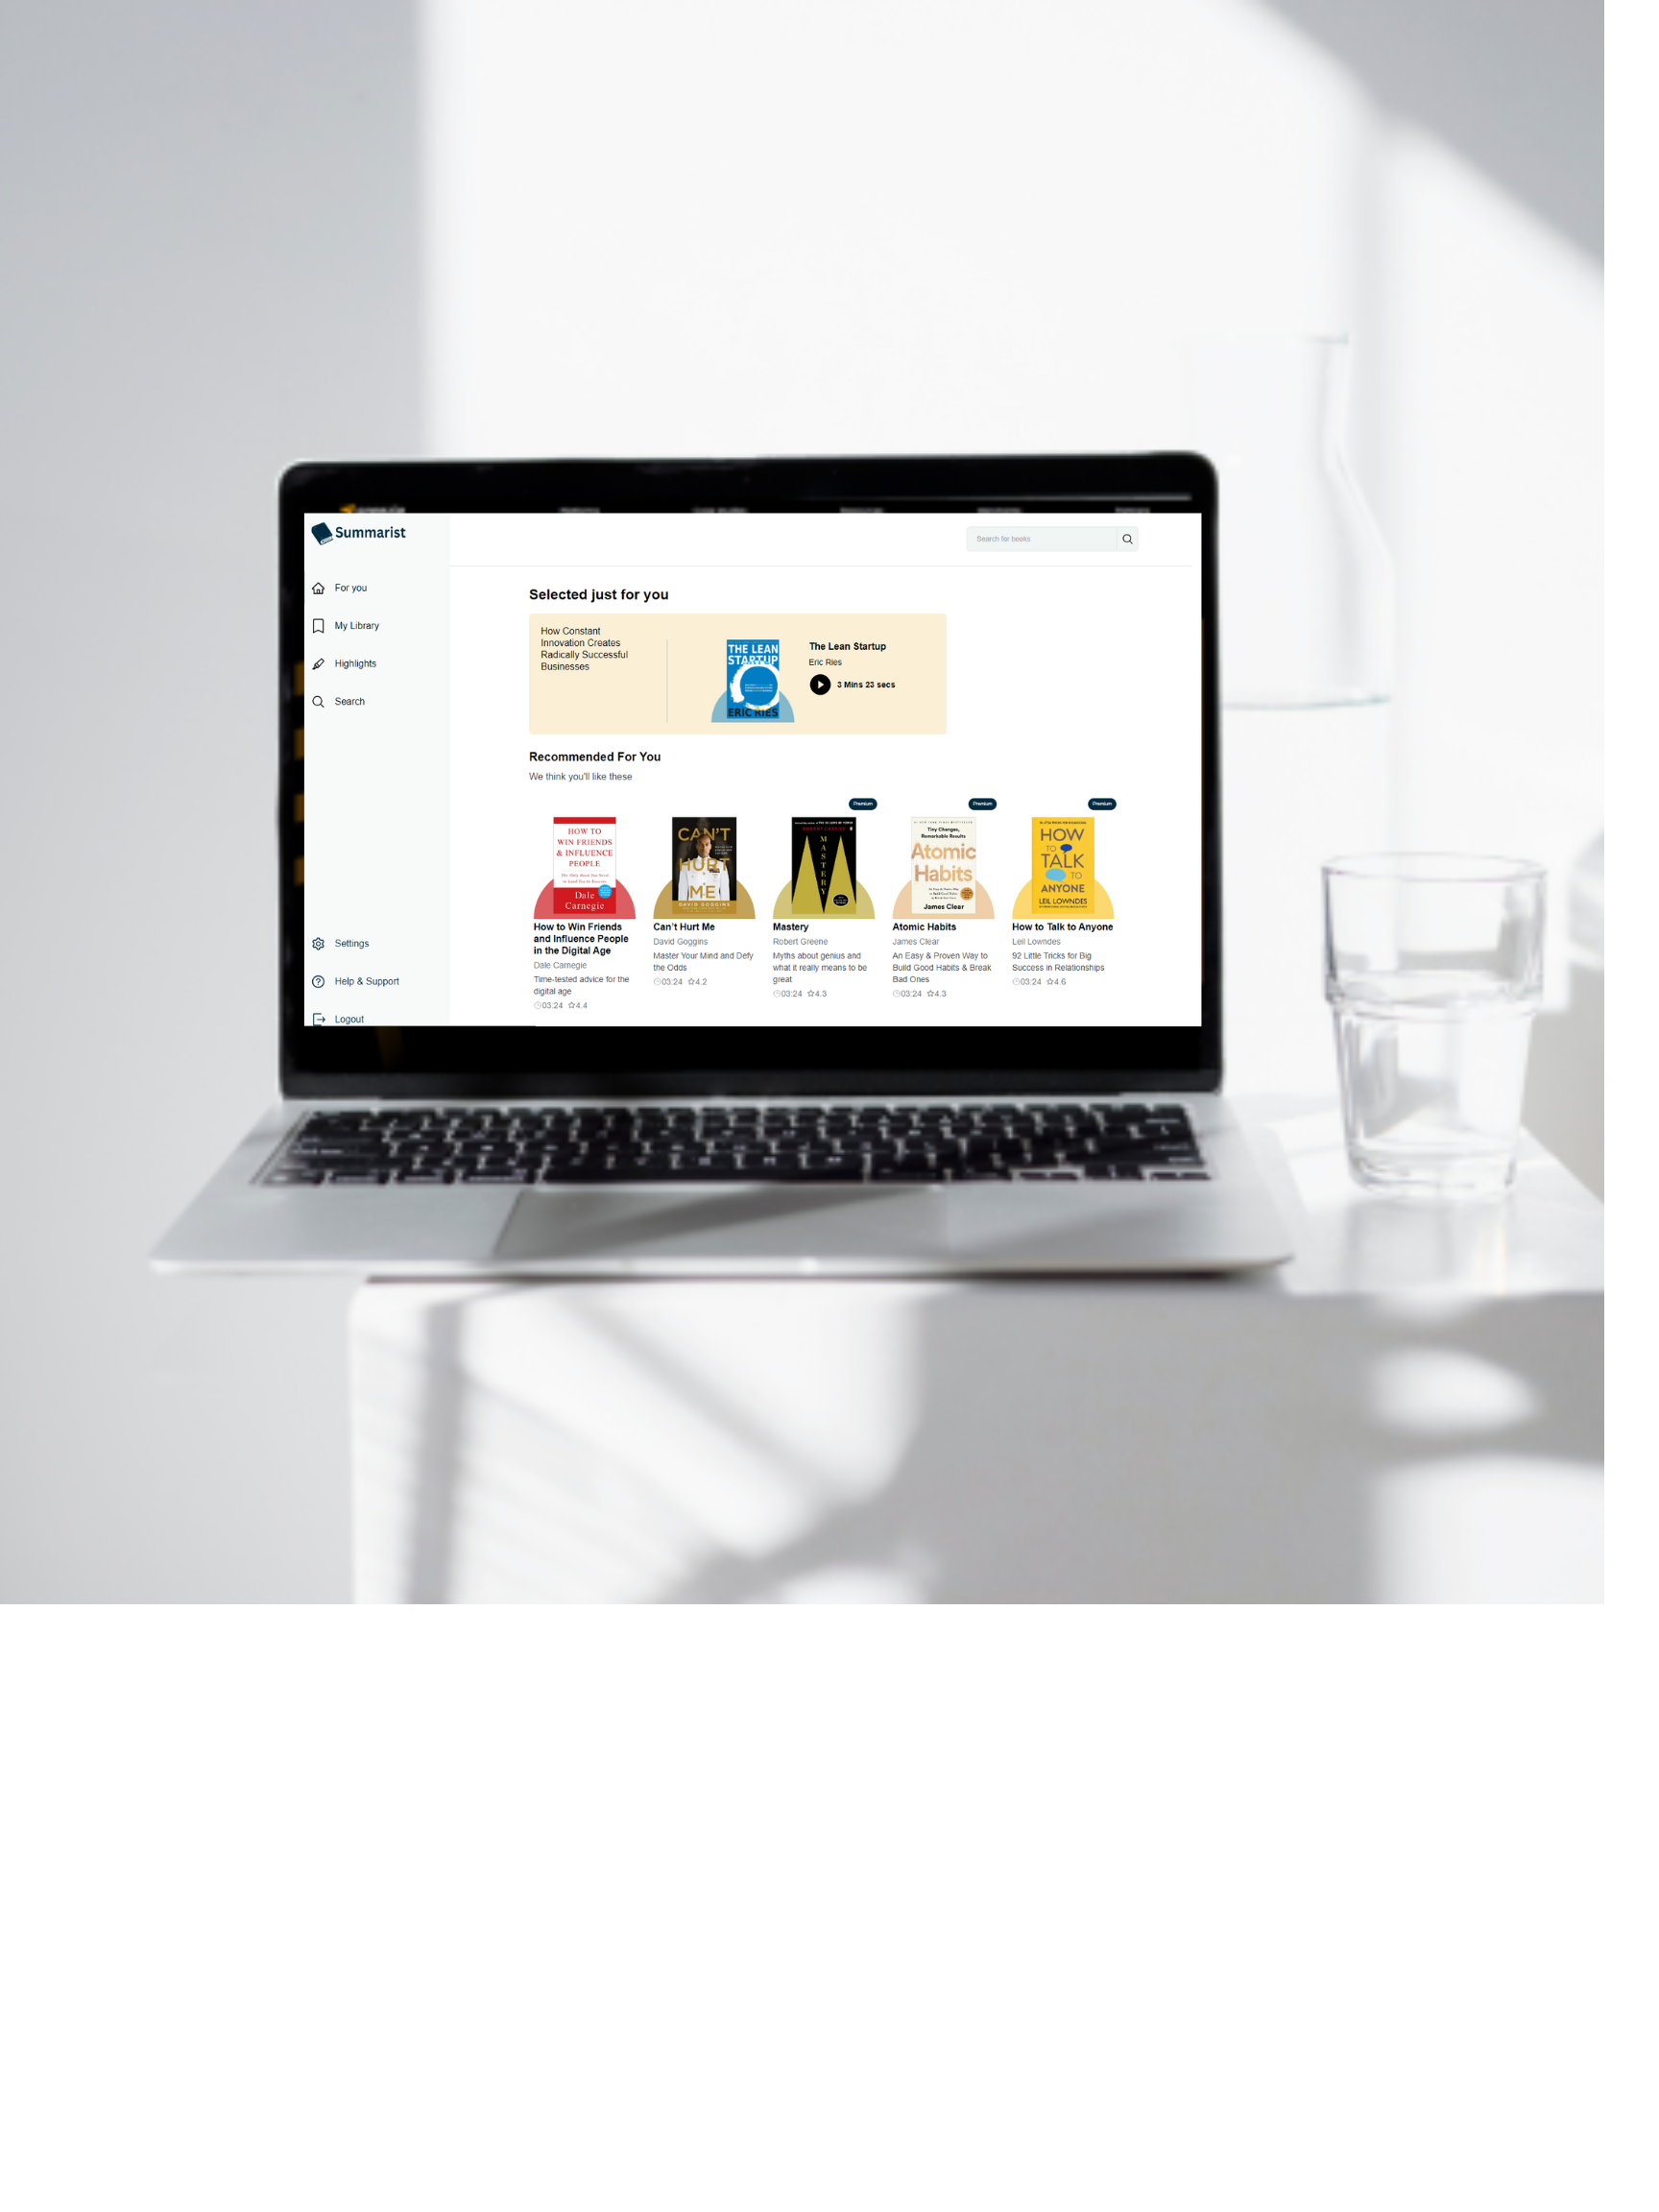 Summarist
Search for books
For you
My Library
Highlights
Search
Settings
Help & Support
Logout
Selected just for you
How Constant
Innovation Creates
Radically Successful
Businesses
THE LEAN
STARTUP
ERIC RIES
The Lean Startup
Eric Ries
3 Mins 23 secs
Recommended For You
We think you'll like these
HOW TO
WIN FRIENDS
& INFLUENCE
PEOPLE
Dale
Carnegie
How to Win Friends
and Influence People
in the Digital Age
Dale Carnegie
Time-tested advice for the
digital age
03:24 4.4
CAN'T
HURT
ME
DAVID GOGGINS
Can't Hurt Me
David Goggins
Master Your Mind and Defy
the Odds
03:24 4.2
Premium
ROBERT GREENE
MASTERY
Mastery
Robert Greene
Myths about genius and
what it really means to be
great
03:24 4.3
Premium
Tiny Changes,
Remarkable Results
Atomic
Habits
James Clear
Atomic Habits
James Clear
An Easy & Proven Way to
Build Good Habits & Break
Bad Ones
03:24 4.3
Premium
HOW
TO
TALK
TO
ANYONE
LEIL LOWNDES
How to Talk to Anyone
Leil Lowndes
92 Little Tricks for Big
Success in Relationships
03:24 4.6